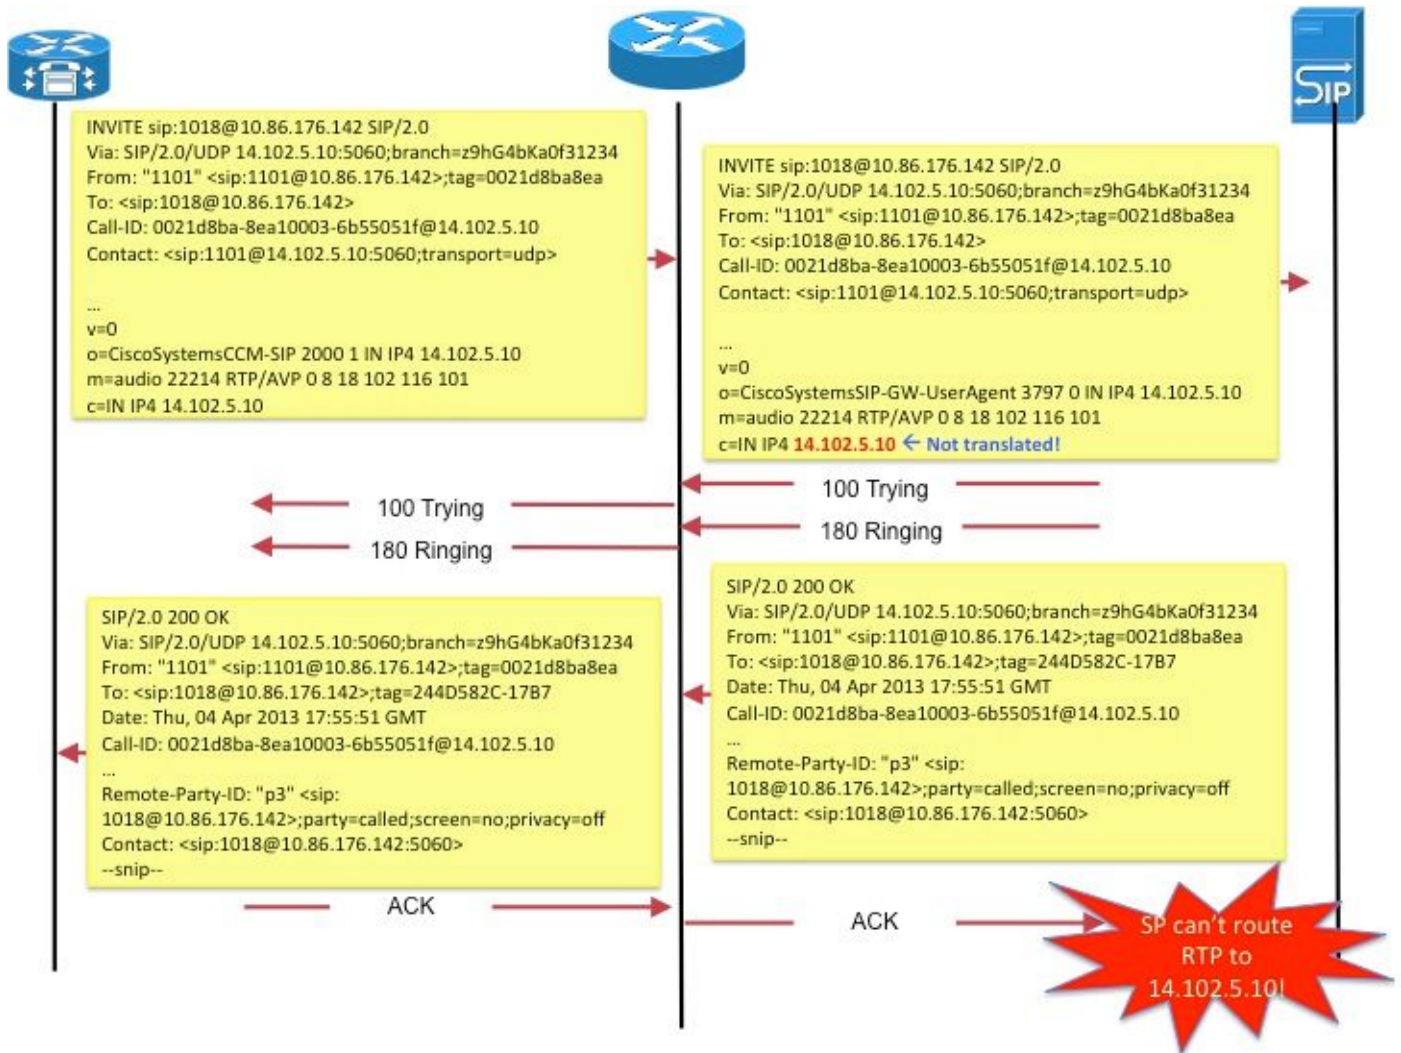 SIP
INVITE sip:1018@10.86.176.142 SIP/2.0
Via: SIP/2.0/UDP 14.102.5.10:5060;branch=z9hG4bKa0f31234
From: "1101" <sip:1101@10.86.176.142>;tag=0021d8ba8ea
To: <sip:1018@10.86.176.142>
Call-ID: 0021d8ba-8ea10003-6b55051f@14.102.5.10
Contact: <sip:1101@14.102.5.10:5060;transport=udp>
...
v=0
o=CiscoSystemsCCM-SIP 2000 1 IN IP4 14.102.5.10
m=audio 22214 RTP/AVP 0 8 18 102 116 101
c=IN IP4 14.102.5.10
INVITE sip:1018@10.86.176.142 SIP/2.0
Via: SIP/2.0/UDP 14.102.5.10:5060;branch=z9hG4bKa0f31234
From: "1101" <sip:1101@10.86.176.142>;tag=0021d8ba8ea
To: <sip:1018@10.86.176.142>
Call-ID: 0021d8ba-8ea10003-6b55051f@14.102.5.10
Contact: <sip:1101@14.102.5.10:5060;transport=udp>
...
v=0
o=CiscoSystemsSIP-GW-UserAgent 3797 0 IN IP4 14.102.5.10
m=audio 22214 RTP/AVP 0 8 18 102 116 101
c=IN IP4 14.102.5.10 ← Not translated!
100 Trying
180 Ringing
100 Trying
180 Ringing
SIP/2.0 200 OK
Via: SIP/2.0/UDP 14.102.5.10:5060;branch=z9hG4bKa0f31234
From: "1101" <sip:1101@10.86.176.142>;tag=0021d8ba8ea
To: <sip:1018@10.86.176.142>;tag=244D582C-17B7
Date: Thu, 04 Apr 2013 17:55:51 GMT
Call-ID: 0021d8ba-8ea10003-6b55051f@14.102.5.10
...
Remote-Party-ID: "p3" <sip:
1018@10.86.176.142>;party=called;screen=no;privacy=off
Contact: <sip:1018@10.86.176.142:5060>
--snip--
SIP/2.0 200 OK
Via: SIP/2.0/UDP 14.102.5.10:5060;branch=z9hG4bKa0f31234
From: "1101" <sip:1101@10.86.176.142>;tag=0021d8ba8ea
To: <sip:1018@10.86.176.142>;tag=244D582C-17B7
Date: Thu, 04 Apr 2013 17:55:51 GMT
Call-ID: 0021d8ba-8ea10003-6b55051f@14.102.5.10
...
Remote-Party-ID: "p3" <sip:
1018@10.86.176.142>;party=called;screen=no;privacy=off
Contact: <sip:1018@10.86.176.142:5060>
--snip--
ACK
ACK
SP can't route
RTP to
14.102.5.10!